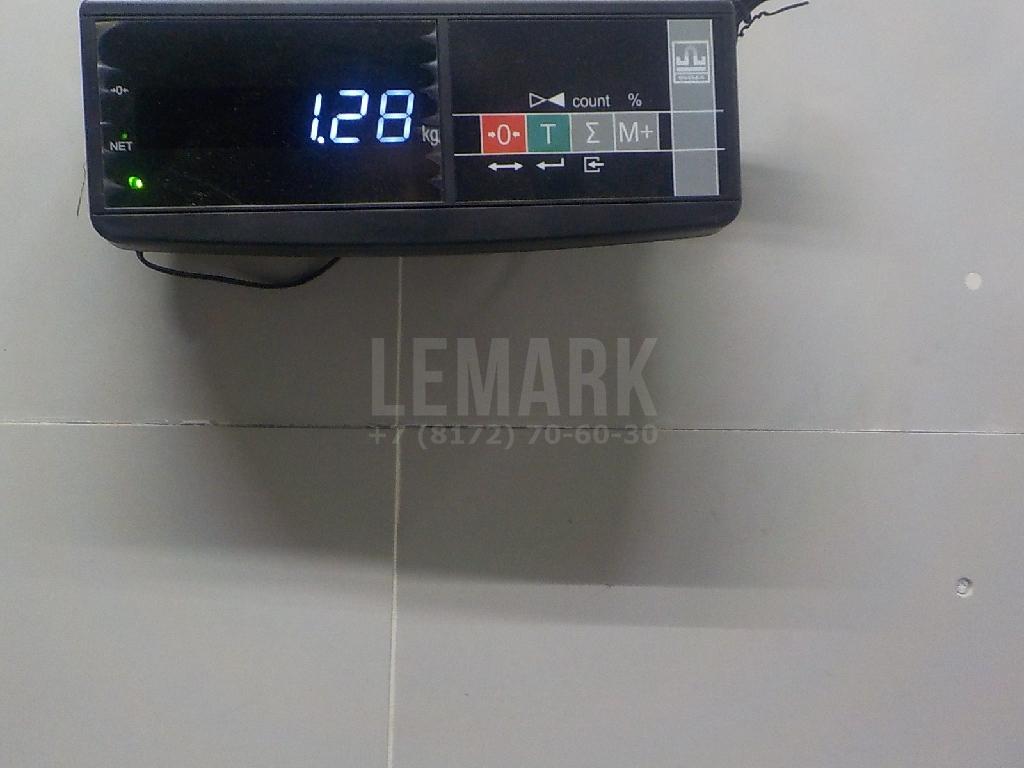 →0←
1.28
kg
NET
count %
→0← T Σ M+
LEMARK
+7 (8172) 70-60-30